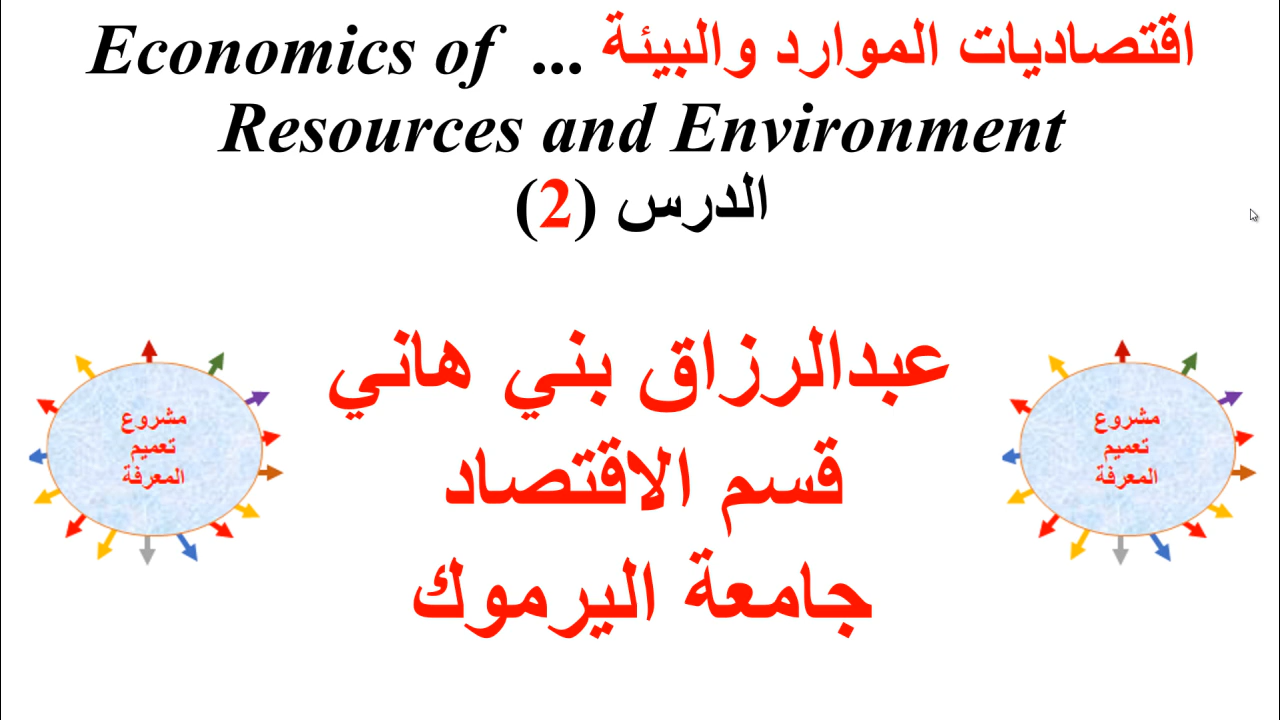 اقتصاديات الموارد والبيئة ... Economics of
Resources and Environment
الدرس (2)
عبدالرزاق بني هاني
قسم الاقتصاد
جامعة اليرموك
مشروع
تعميم
المعرفة
مشروع
تعميم
المعرفة